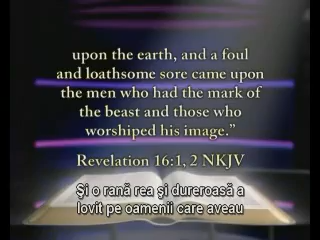 upon the earth, and a foul
and loathsome sore came upon
the men who had the mark of
the beast and those who
worshiped his image.”
Revelation 16:1, 2 NKJV
Şi o rană rea şi dureroasă a
lovit pe oamenii care aveau